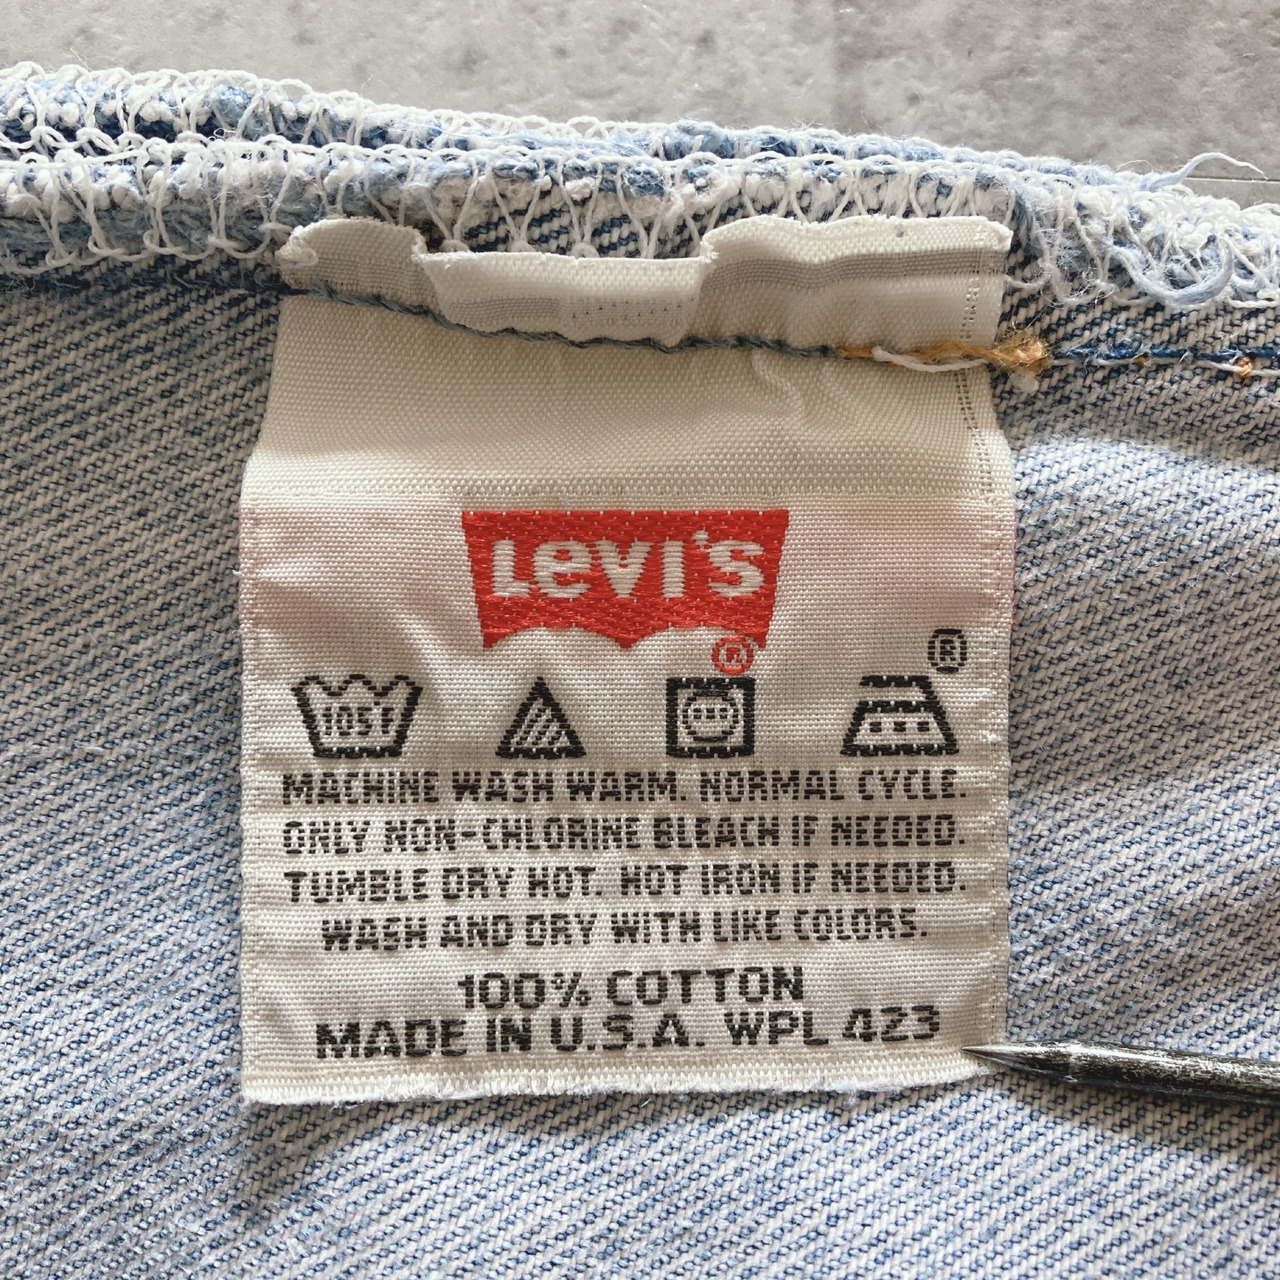 Levi's
®
®
105°F
MACHINE WASH WARM. NORMAL CYCLE.
ONLY NON-CHLORINE BLEACH IF NEEDED.
TUMBLE DRY HOT. HOT IRON IF NEEDED.
WASH AND DRY WITH LIKE COLORS.
100% COTTON
MADE IN U.S.A. WPL 423